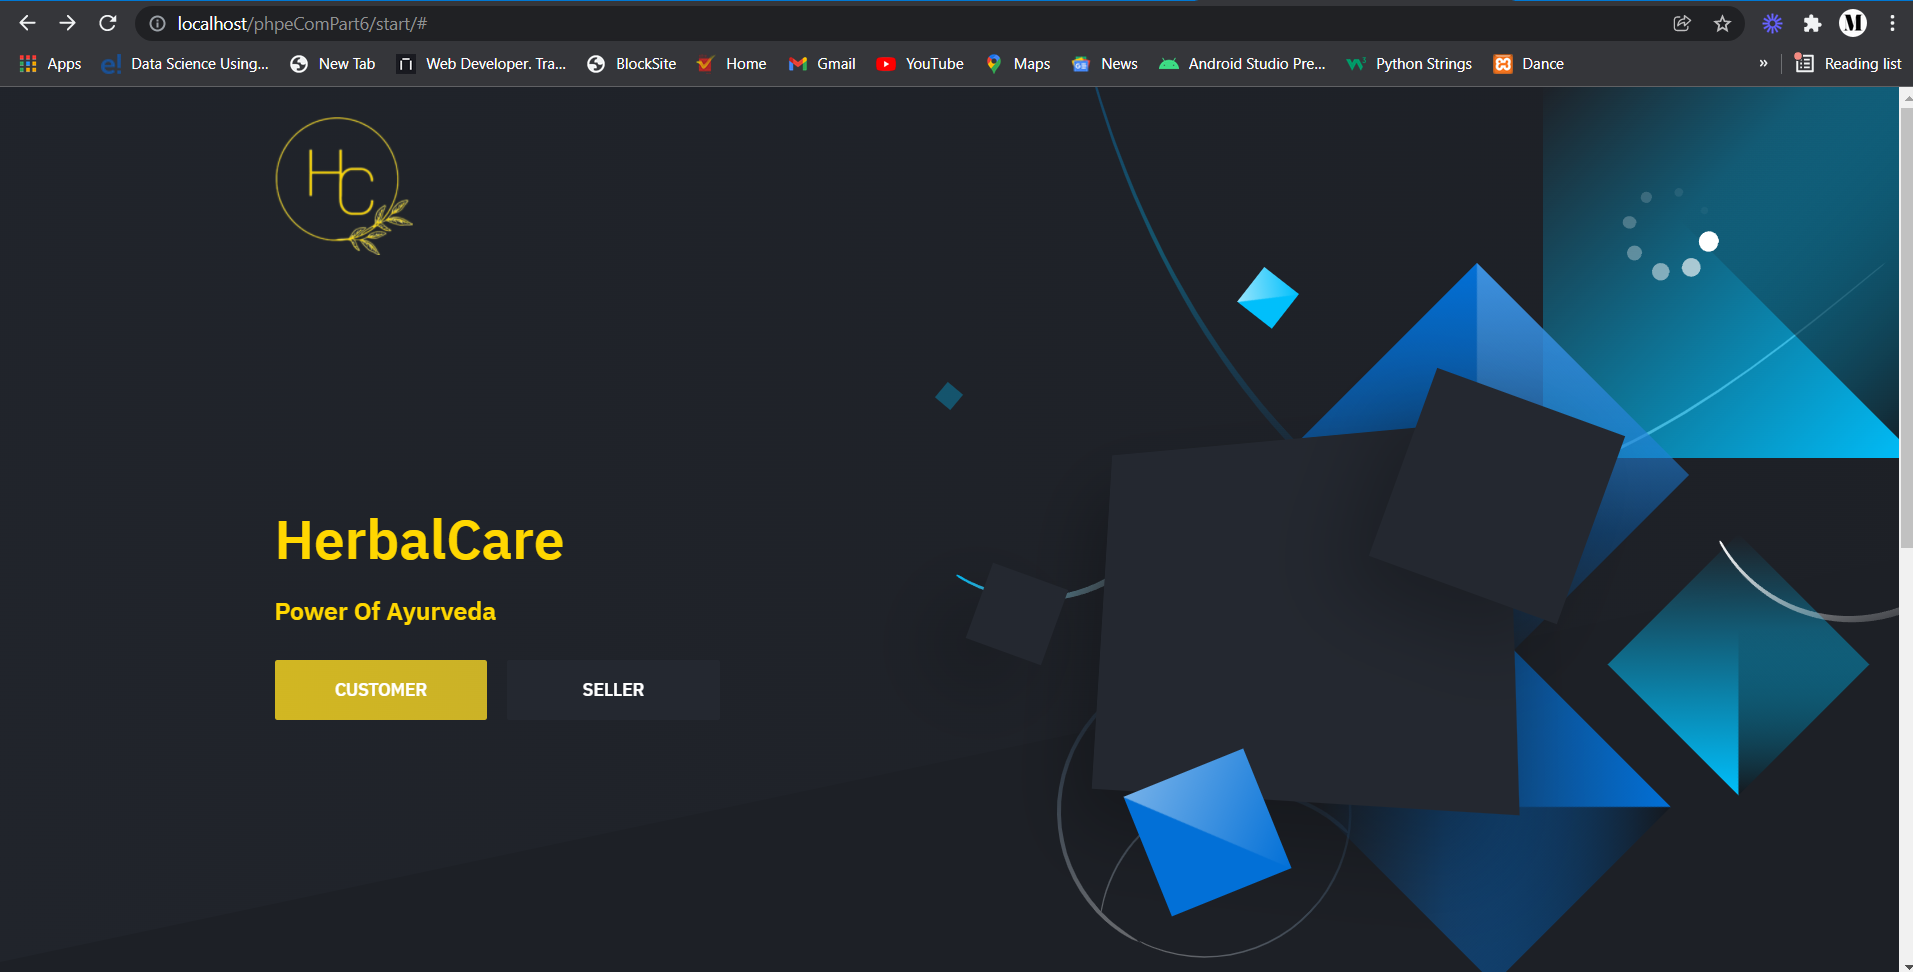 localhost/phpeComPart6/start/#
Apps e! Data Science Using... New Tab Web Developer. Tra... BlockSite Home Gmail YouTube Maps News Android Studio Pre... Python Strings Dance » Reading list
HC
HerbalCare
Power Of Ayurveda
CUSTOMER SELLER